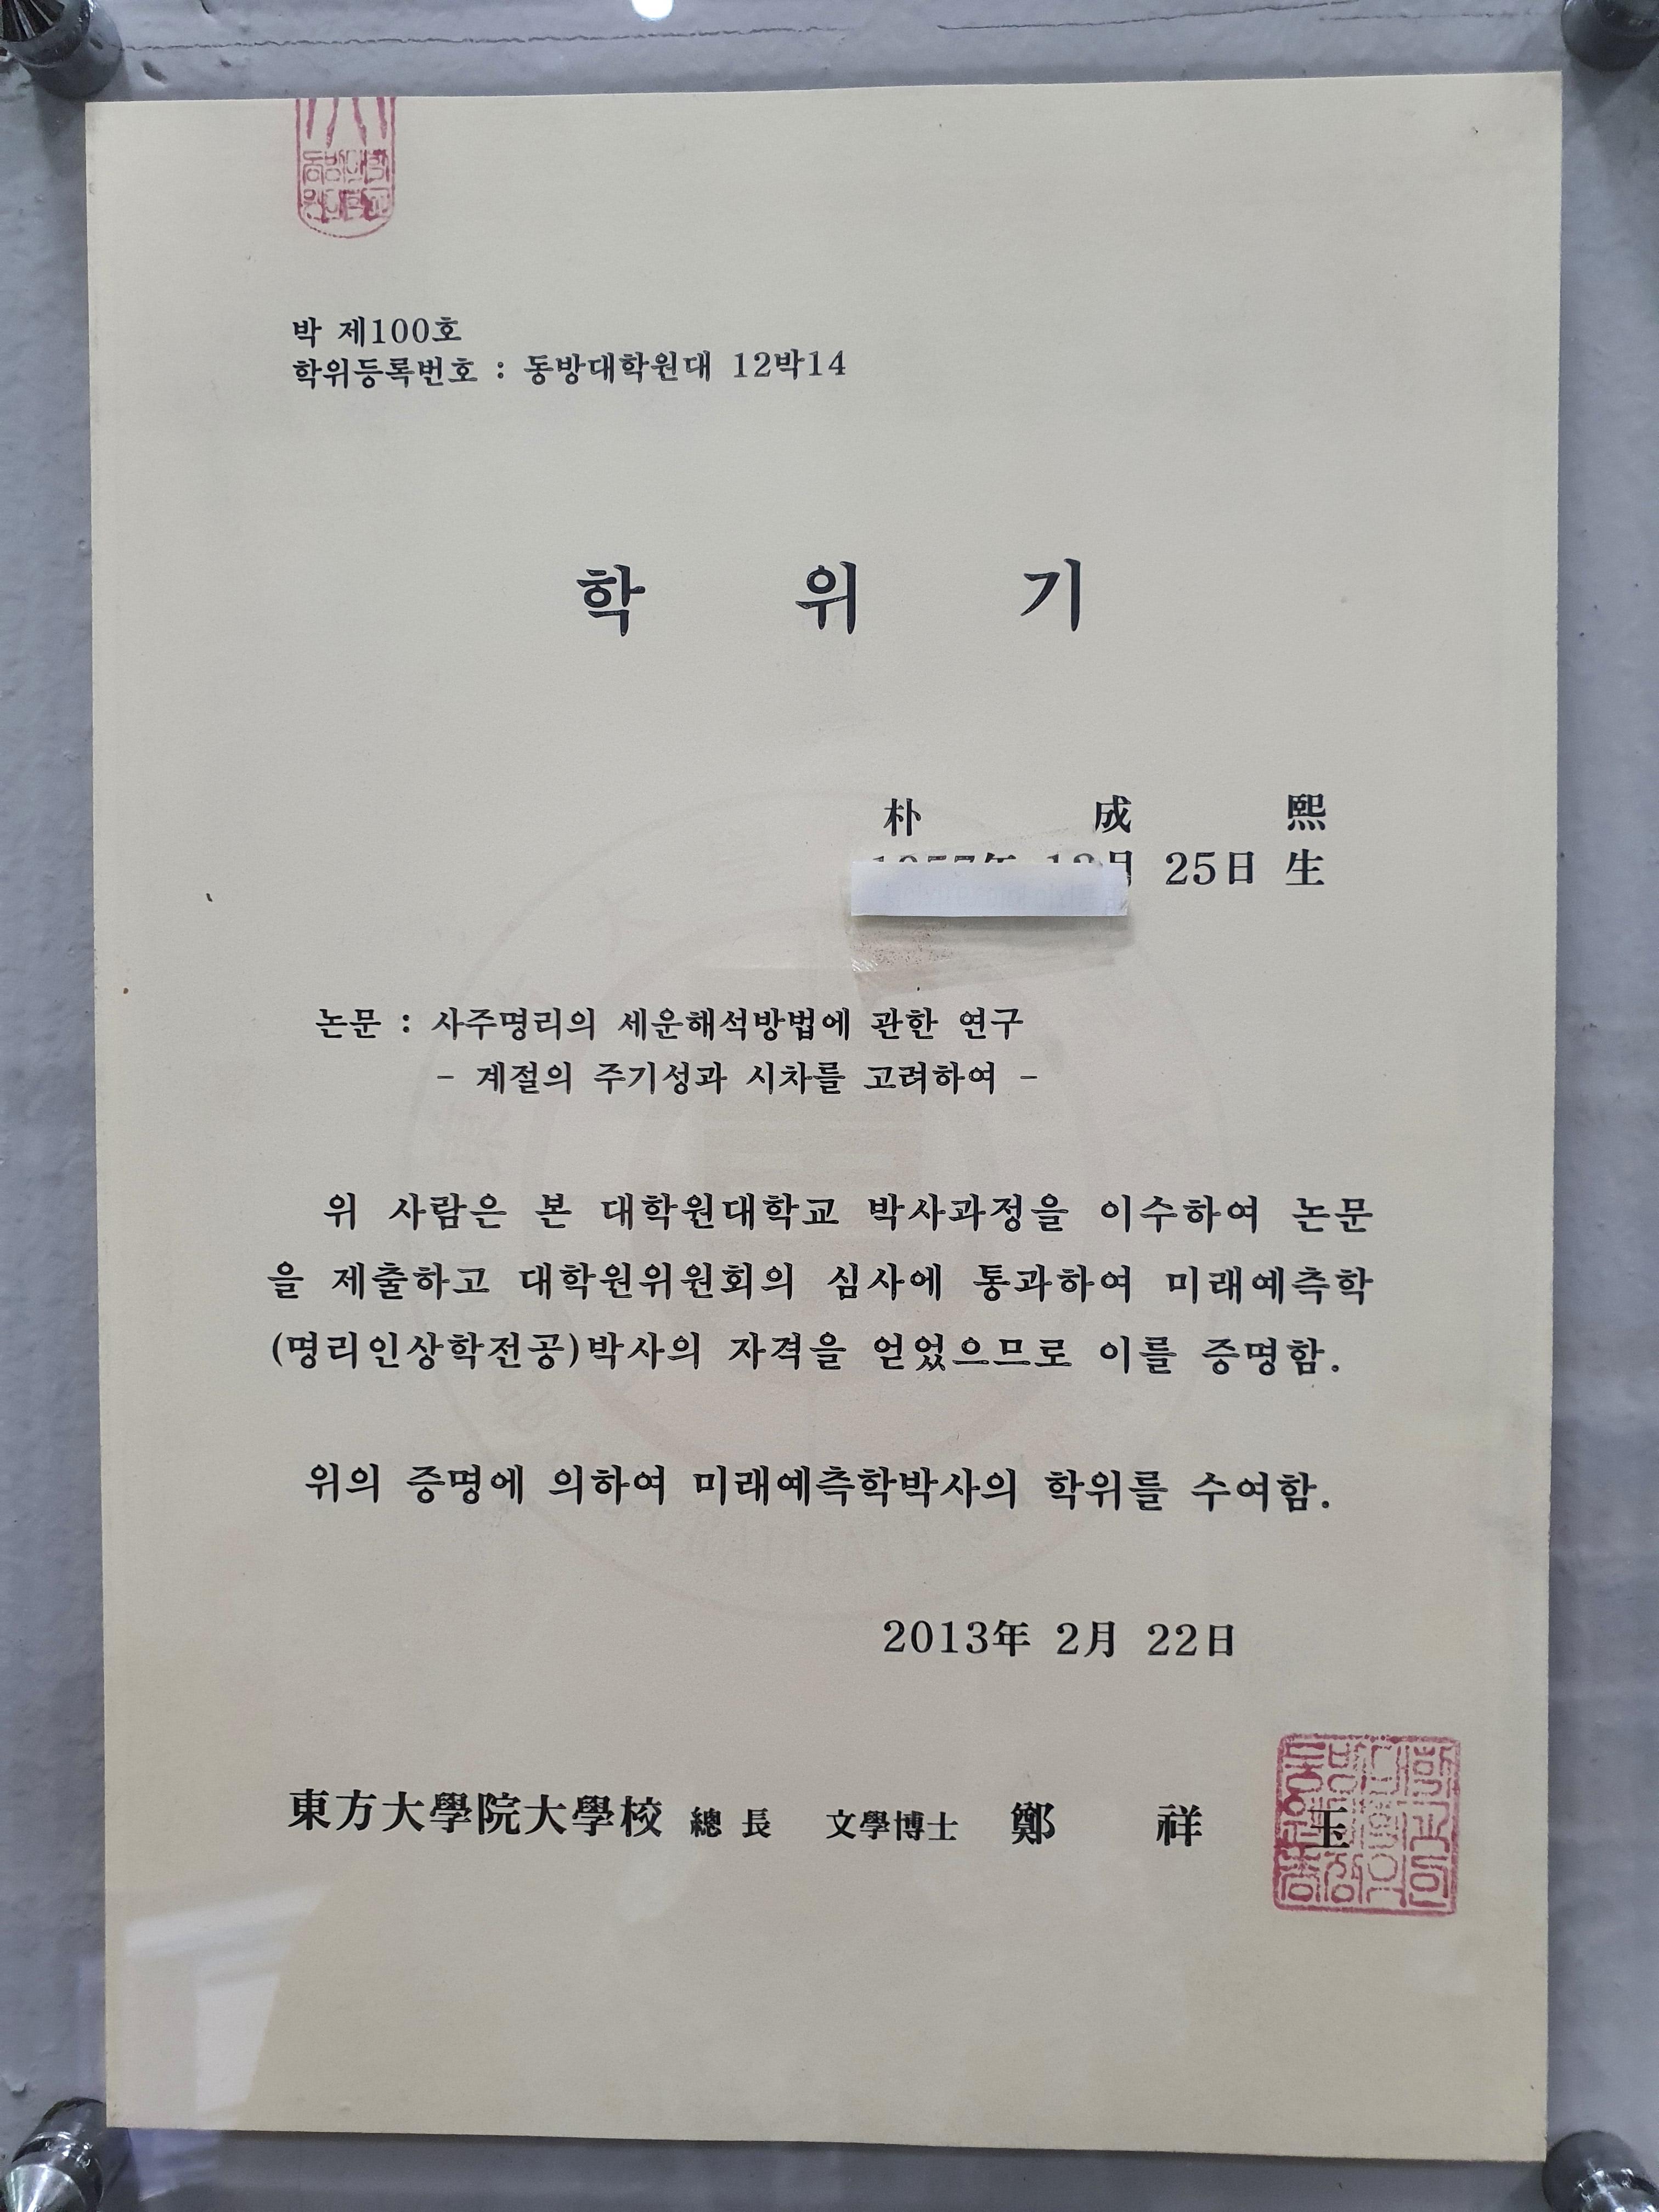 박 제100호
학위등록번호 : 동방대학원대 12박14
학 위 기
朴 成 熙
25日 生
논문 : 사주명리의 세운해석방법에 관한 연구
- 계절의 주기성과 시차를 고려하여 -
위 사람은 본 대학원대학교 박사과정을 이수하여 논문
을 제출하고 대학원위원회의 심사에 통과하여 미래예측학
(명리인상학전공)박사의 자격을 얻었으므로 이를 증명함.
위의 증명에 의하여 미래예측학박사의 학위를 수여함.
2013年 2月 22日
東方大學院大學校 總長 文學博士 鄭 祥 玉